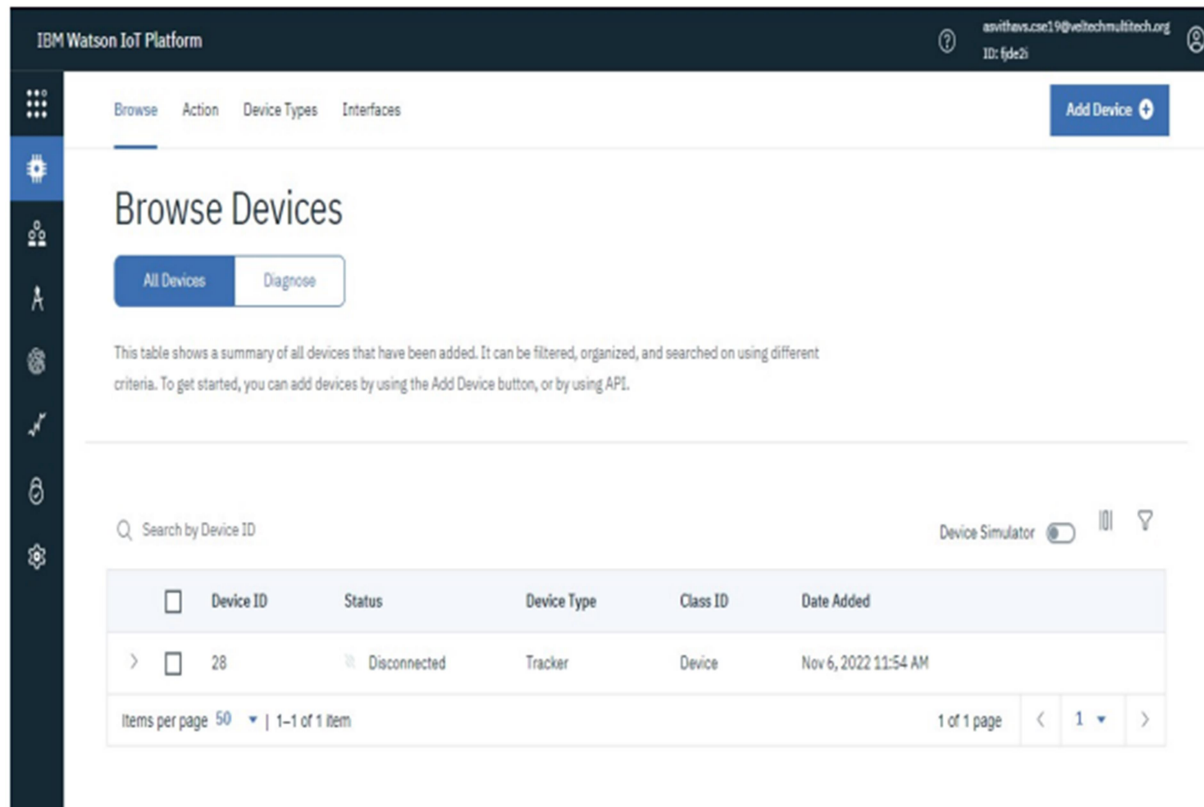 IBM Watson IoT Platform
asvithavs.cse19@veltechmultitech.org
ID: fjde2i
Browse Action Device Types Interfaces
Add Device
Browse Devices
All Devices Diagnose
This table shows a summary of all devices that have been added. It can be filtered, organized, and searched on using different
criteria. To get started, you can add devices by using the Add Device button, or by using API.
Search by Device ID
Device Simulator
Device ID Status Device Type Class ID Date Added
28 Disconnected Tracker Device Nov 6, 2022 11:54 AM
Items per page 50 | 1–1 of 1 item
1 of 1 page 1